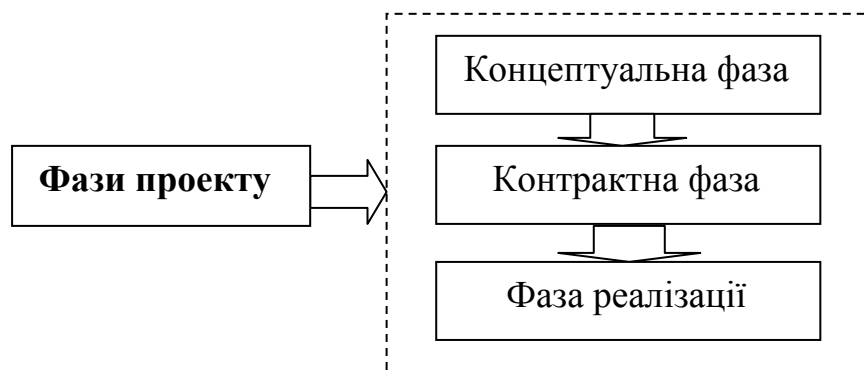 Концептуальна фаза
Фази проекту
Контрактна фаза
Фаза реалізації